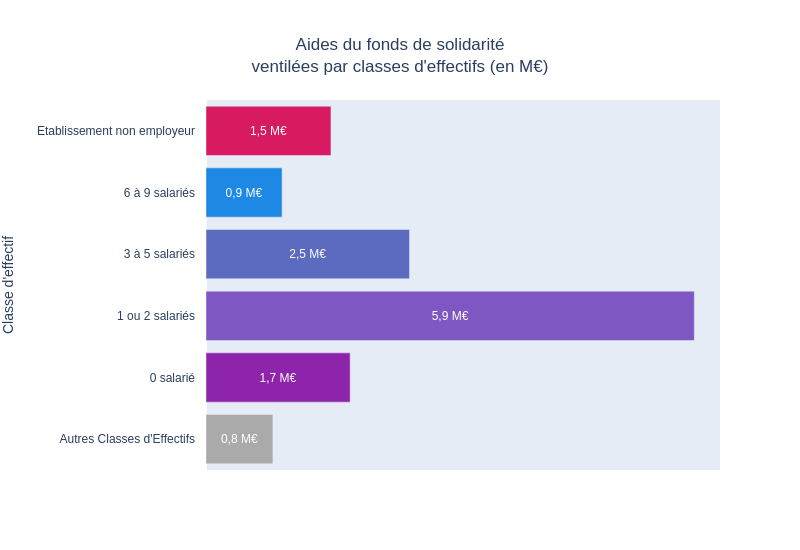 Aides du fonds de solidarité
ventilées par classes d'effectifs (en M€)
Classe d'effectif
Etablissement non employeur
1,5 M€
6 à 9 salariés
0,9 M€
3 à 5 salariés
2,5 M€
1 ou 2 salariés
5,9 M€
0 salarié
1,7 M€
Autres Classes d'Effectifs
0,8 M€